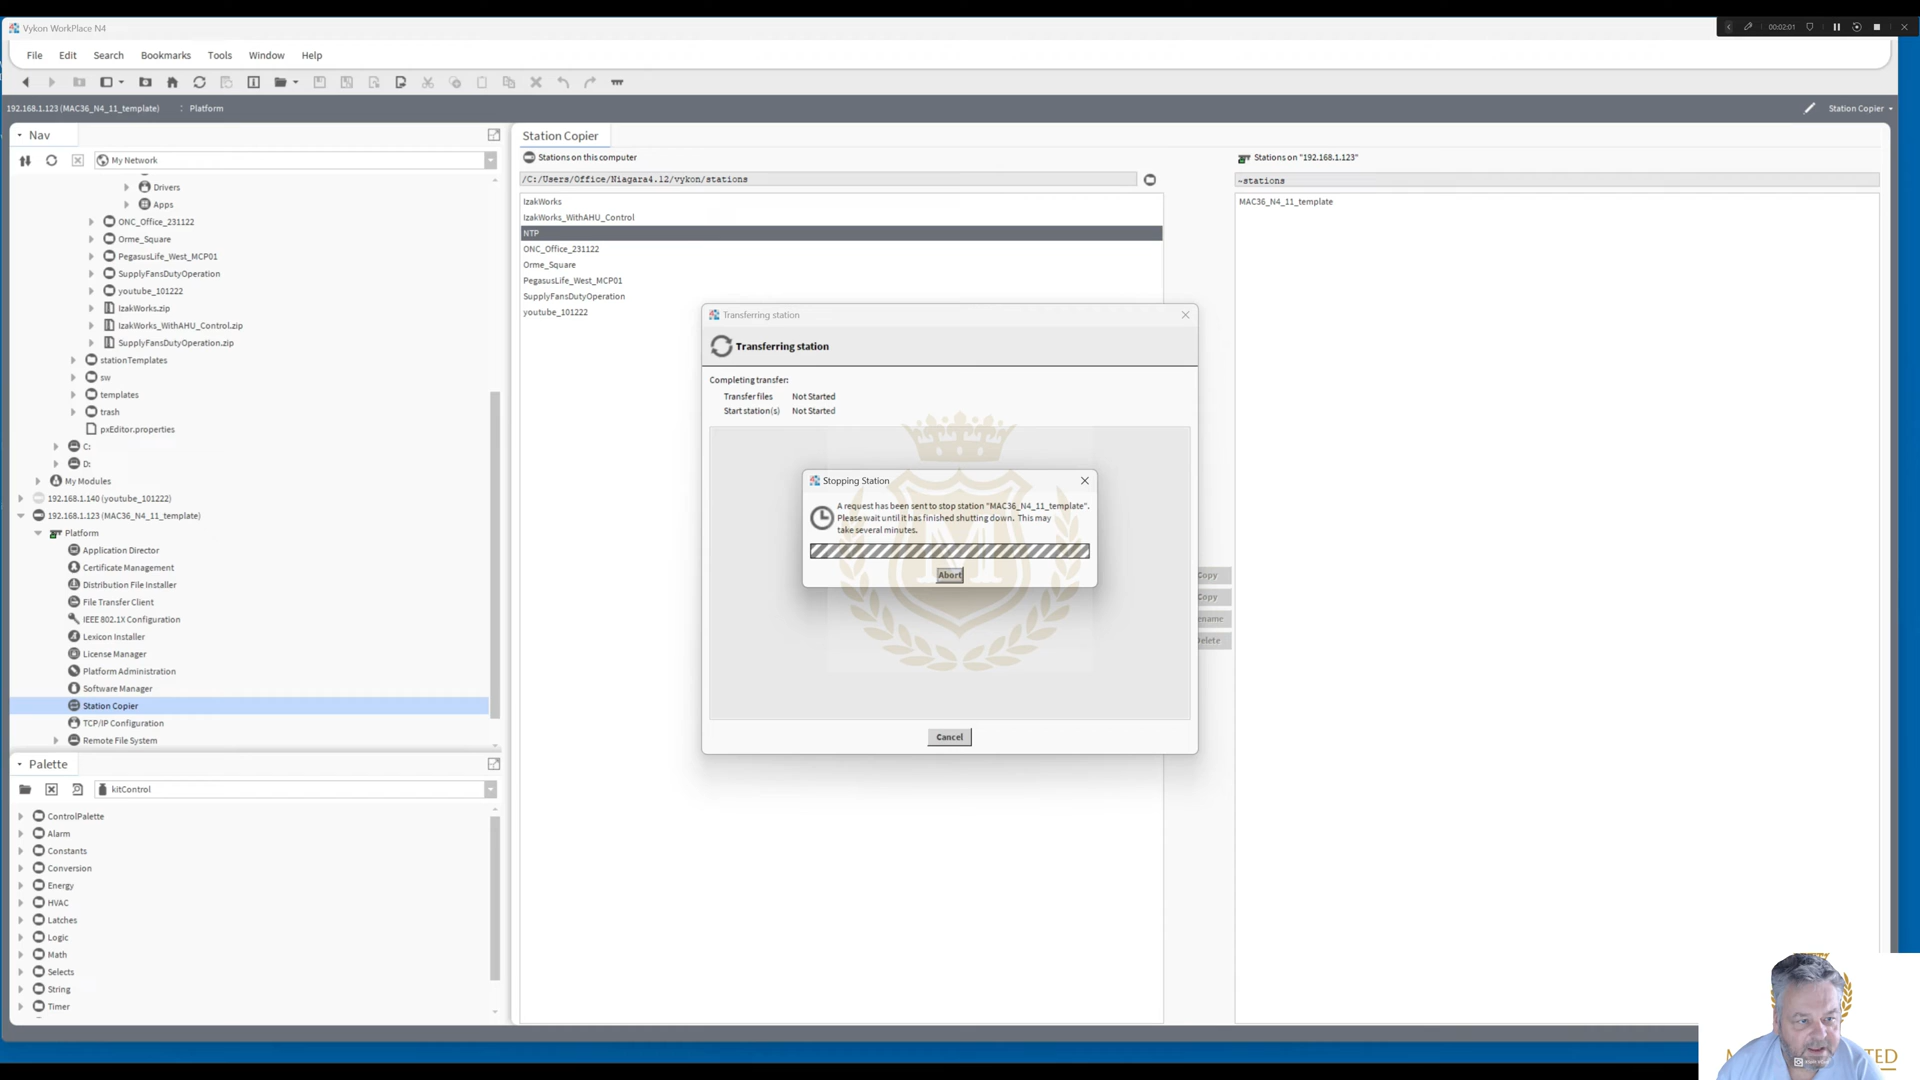 Vykon WorkPlace N4
00:02:01
File Edit Search Bookmarks Tools Window Help
192.168.1.123 (MAC36_N4_11_template) : Platform
Station Copier
Nav
My Network
Drivers
Apps
ONC_Office_231122
Orme_Square
PegasusLife_West_MCP01
SupplyFansDutyOperation
youtube_101222
IzakWorks.zip
IzakWorks_WithAHU_Control.zip
SupplyFansDutyOperation.zip
stationTemplates
sw
templates
trash
pxEditor.properties
C:
D:
My Modules
192.168.1.140 (youtube_101222)
192.168.1.123 (MAC36_N4_11_template)
Platform
Application Director
Certificate Management
Distribution File Installer
File Transfer Client
IEEE 802.1X Configuration
Lexicon Installer
License Manager
Platform Administration
Software Manager
Station Copier
TCP/IP Configuration
Remote File System
Palette
kitControl
ControlPalette
Alarm
Constants
Conversion
Energy
HVAC
Latches
Logic
Math
Selects
String
Timer
Station Copier
Stations on this computer
/C:/Users/Office/Niagara4.12/vykon/stations
IzakWorks
IzakWorks_WithAHU_Control
NTP
ONC_Office_231122
Orme_Square
PegasusLife_West_MCP01
SupplyFansDutyOperation
youtube_101222
Stations on "192.168.1.123"
~stations
MAC36_N4_11_template
Copy
Copy
ename
elete
Transferring station
Transferring station
Completing transfer:
Transfer files Not Started
Start station(s) Not Started
Stopping Station
A request has been sent to stop station "MAC36_N4_11_template".
Please wait until it has finished shutting down. This may
take several minutes.
Abort
M
Cancel
TED